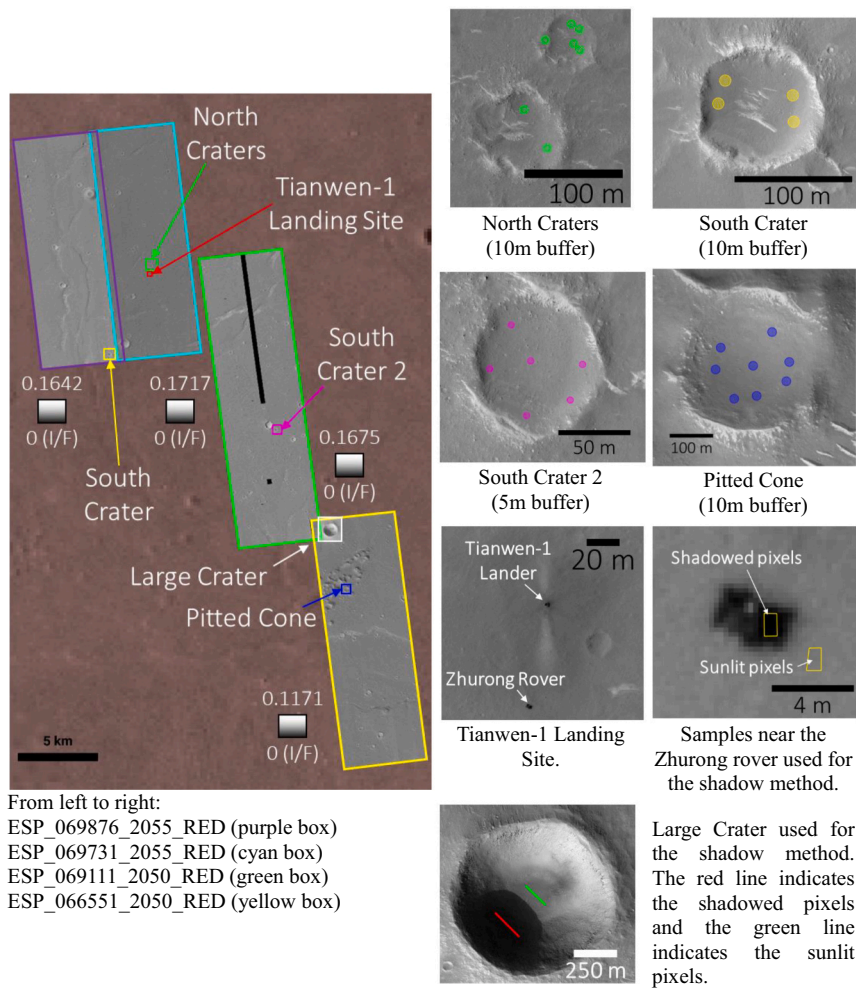 North
Craters
Tianwen-1
Landing Site
South
Crater 2
0.1642
0 (I/F)
0.1717
0 (I/F)
0.1675
0 (I/F)
South
Crater
Large Crater
Pitted Cone
0.1171
0 (I/F)
5 km
From left to right:
ESP_069876_2055_RED (purple box)
ESP_069731_2055_RED (cyan box)
ESP_069111_2050_RED (green box)
ESP_066551_2050_RED (yellow box)
100 m
North Craters
(10m buffer)
100 m
South Crater
(10m buffer)
50 m
South Crater 2
(5m buffer)
100 m
Pitted Cone
(10m buffer)
Tianwen-1
Lander
20 m
Zhurong Rover
Tianwen-1 Landing
Site.
Shadowed pixels
Sunlit pixels
4 m
Samples near the
Zhurong rover used for
the shadow method.
250 m
Large Crater used for
the shadow method.
The red line indicates
the shadowed pixels
and the green line
indicates the sunlit
pixels.